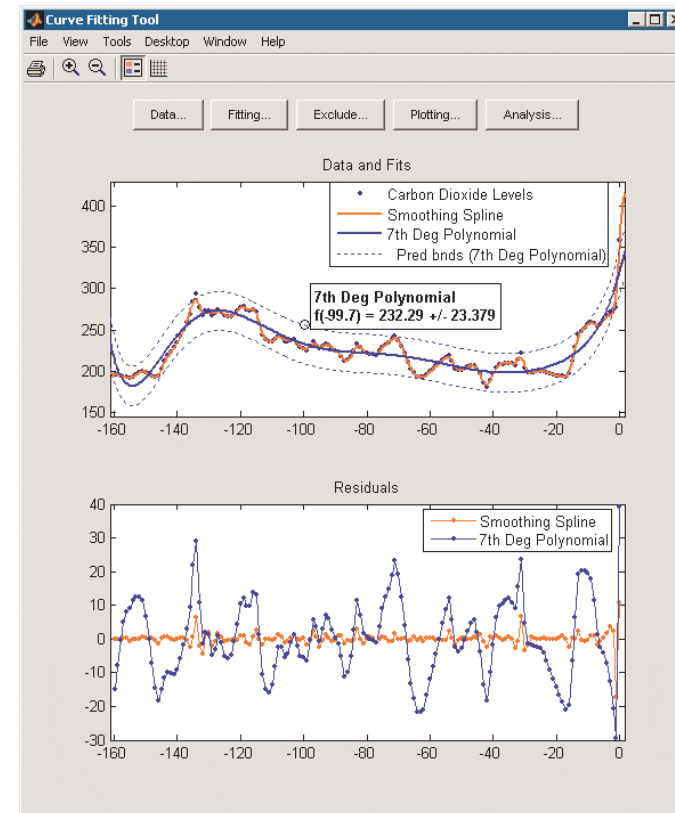 Curve Fitting Tool
File View Tools Desktop Window Help
Data... Fitting... Exclude... Plotting... Analysis...
Data and Fits
Carbon Dioxide Levels
Smoothing Spline
7th Deg Polynomial
Pred bnds (7th Deg Polynomial)
7th Deg Polynomial
f(-99.7) = 232.29 +/- 23.379
400
350
300
250
200
150
-160 -140 -120 -100 -80 -60 -40 -20 0
Residuals
Smoothing Spline
7th Deg Polynomial
40
30
20
10
0
-10
-20
-30
-160 -140 -120 -100 -80 -60 -40 -20 0